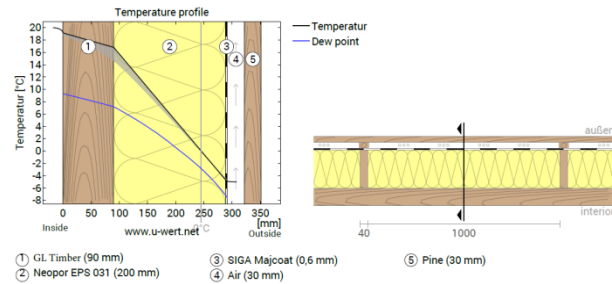 Temperature profile
Temperatur
Dew point
Temperatur [°C]
20
18
16
14
12
10
8
6
4
2
0
-2
-4
-6
-8
1
2
3
4
5
0
50
100
150
200
250
300
350
[mm]
Inside
www.u-wert.net
0°C
Outside
außen
interior
40
1000
1 GL Timber (90 mm)
2 Neopor EPS 031 (200 mm)
3 SIGA Majcoat (0,6 mm)
4 Air (30 mm)
5 Pine (30 mm)